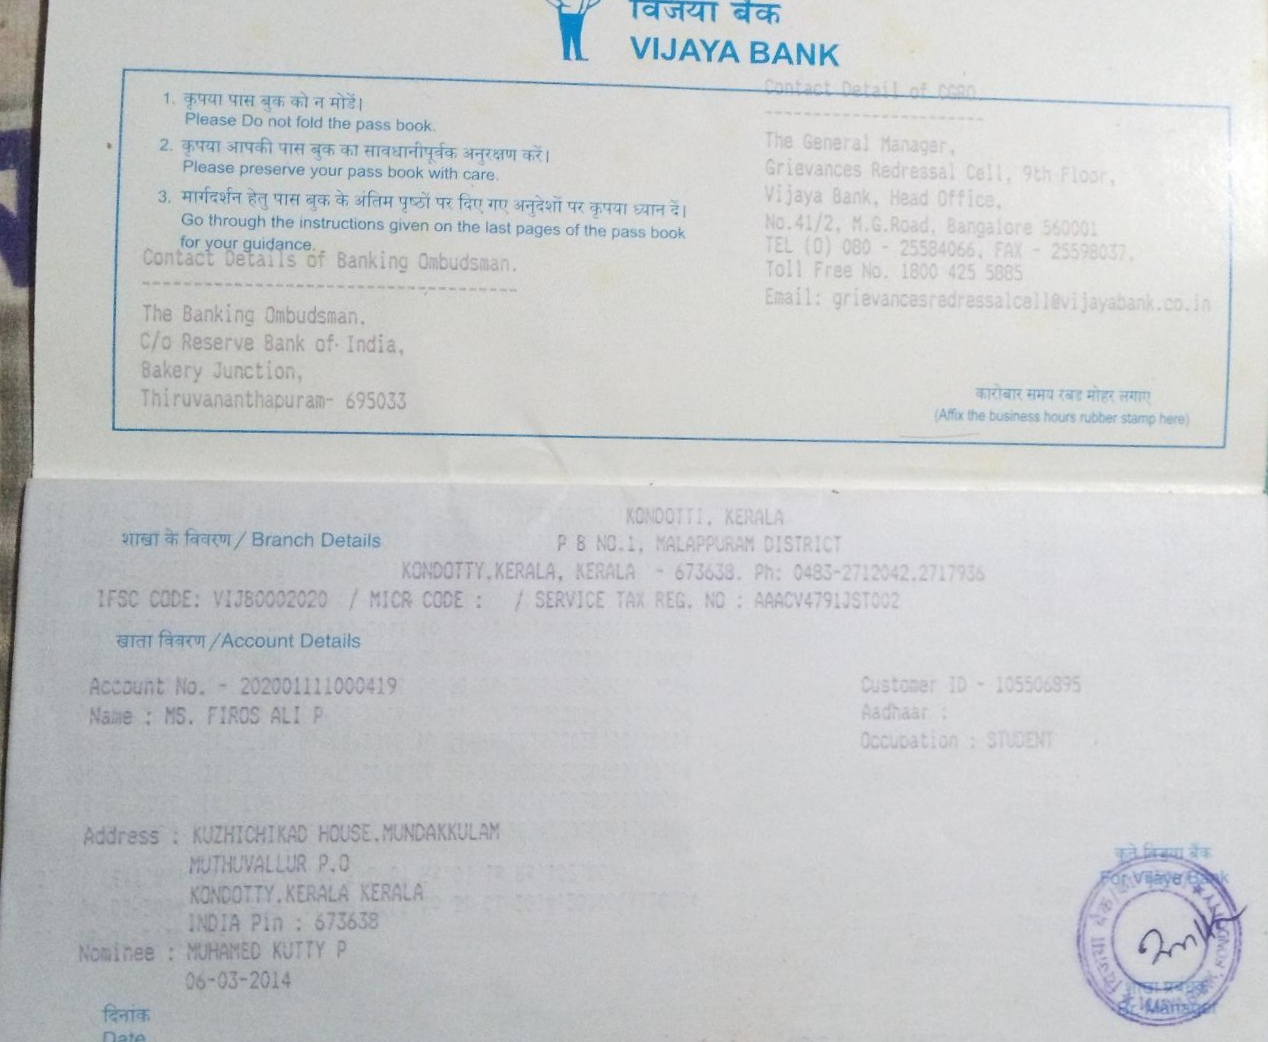 विजया बैंक
VIJAYA BANK
1. कृपया पास बुक को न मोडें।
Please Do not fold the pass book.
2. कृपया आपकी पास बुक का सावधानीपूर्वक अनुरक्षण करें।
Please preserve your pass book with care.
3. मार्गदर्शन हेतु पास बुक के अंतिम पृष्ठों पर दिए गए अनुदेशों पर कृपया ध्यान दें।
Go through the instructions given on the last pages of the pass book
for your guidance.
Contact Details of Banking Ombudsman.
---------------------------------
The Banking Ombudsman,
C/o Reserve Bank of India,
Bakery Junction,
Thiruvananthapuram- 695033
Contact Detail of CGRO.
---------------------
The General Manager,
Grievances Redressal Cell, 9th Floor,
Vijaya Bank, Head Office,
No.41/2, M.G.Road, Bangalore 560001
TEL (O) 080 - 25584066, FAX - 25598037,
Toll Free No. 1800 425 5885
Email: grievancesredressalcell@vijayabank.co.in
कारोबार समय रबड मोहर लगाए
(Affix the business hours rubber stamp here)
KONDOTTI, KERALA
शाखा के विवरण / Branch Details
P B NO.1, MALAPPURAM DISTRICT
KONDOTTY,KERALA, KERALA - 673638. Ph: 0483-2712042,2717936
IFSC CODE: VIJB0002020 / MICR CODE : / SERVICE TAX REG. NO : AAACV4791JST002
खाता विवरण / Account Details
Account No. - 202001111000419
Name : MS. FIROS ALI P
Customer ID - 105506895
Aadhaar :
Occupation : STUDENT
Address : KUZHICHIKAD HOUSE,MUNDAKKULAM
MUTHUVALLUR P.O
KONDOTTY,KERALA KERALA
INDIA Pin : 673638
Nominee : MUHAMED KUTTY P
06-03-2014
दिनांक
Date
कृते विजया बैंक
For Vijaya Bank
शाखा प्रबंधक
Br. Manager